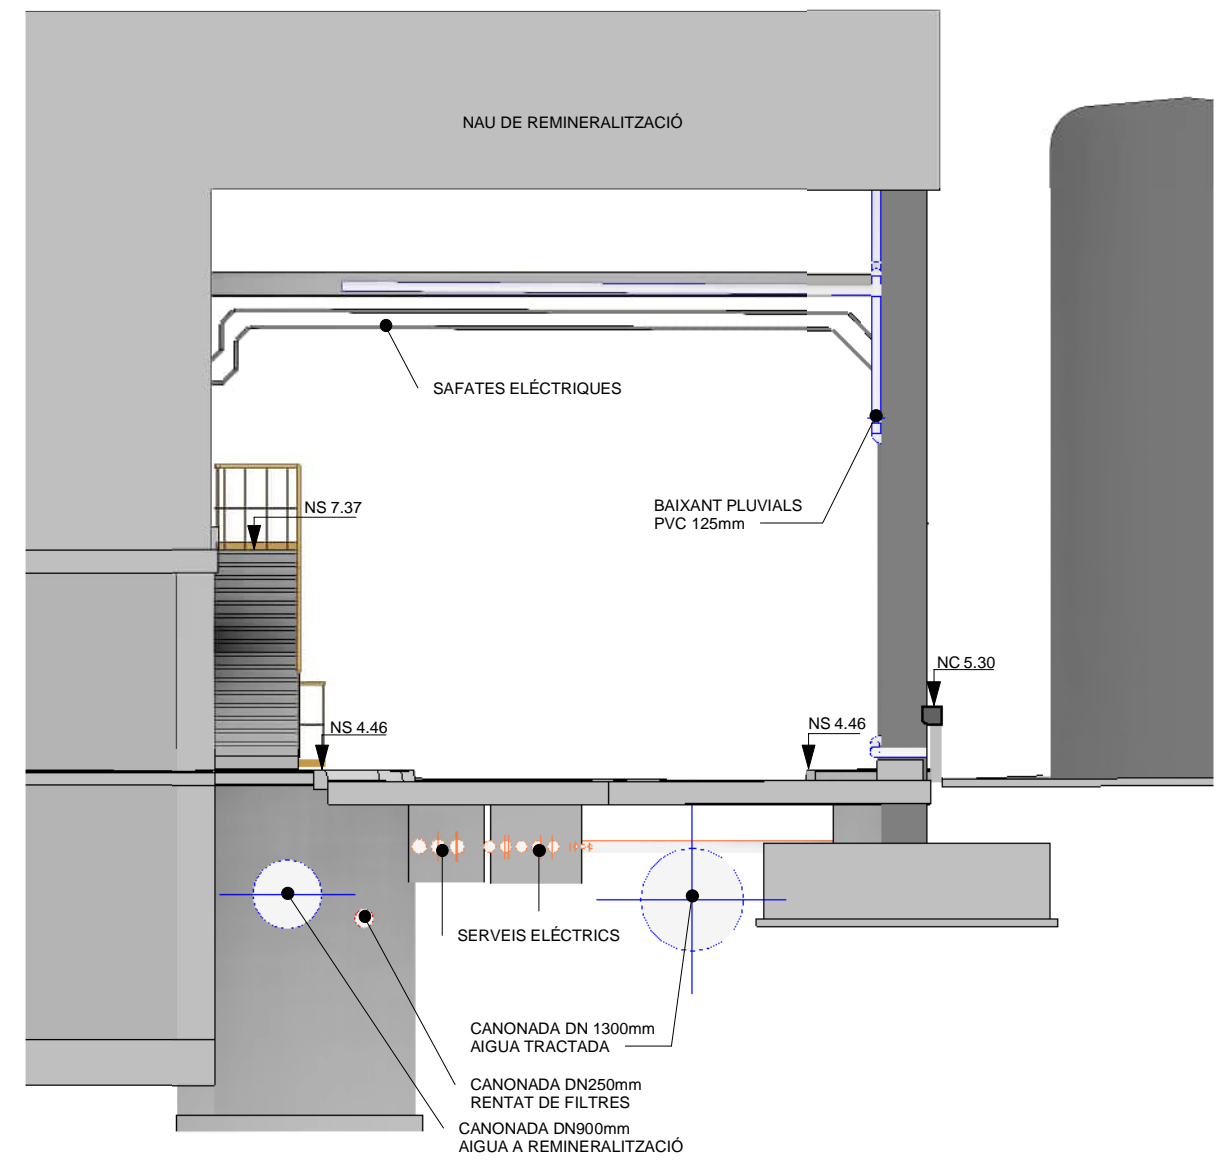 NAU DE REMINERALITZACIÓ
SAFATES ELÉCTRIQUES
NS 7.37
BAIXANT PLUVIALS
PVC 125mm
NC 5.30
NS 4.46
NS 4.46
SERVEIS ELÉCTRICS
CANONADA DN 1300mm
AIGUA TRACTADA
CANONADA DN250mm
RENTAT DE FILTRES
CANONADA DN900mm
AIGUA A REMINERALITZACIÓ